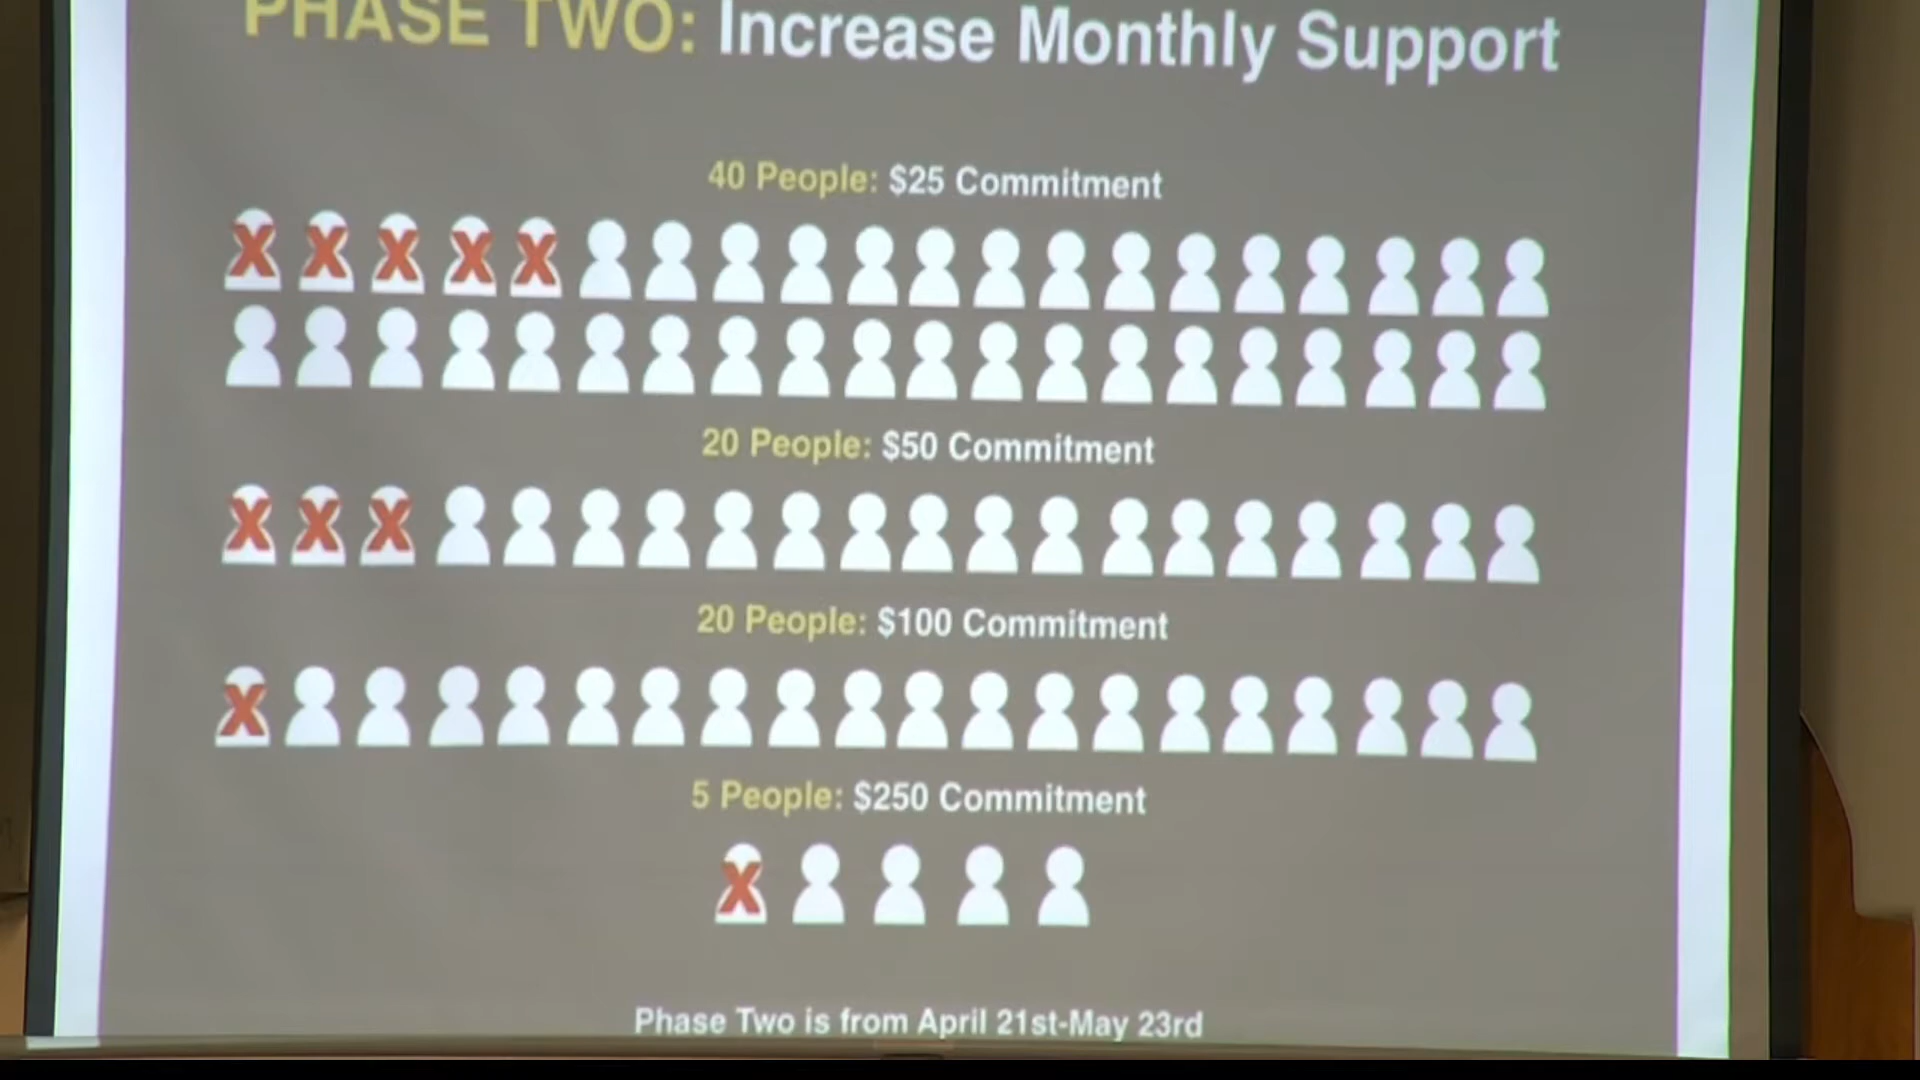 PHASE TWO: Increase Monthly Support
40 People: $25 Commitment
X X X X X
20 People: $50 Commitment
X X X
20 People: $100 Commitment
X
5 People: $250 Commitment
X
Phase Two is from April 21st-May 23rd